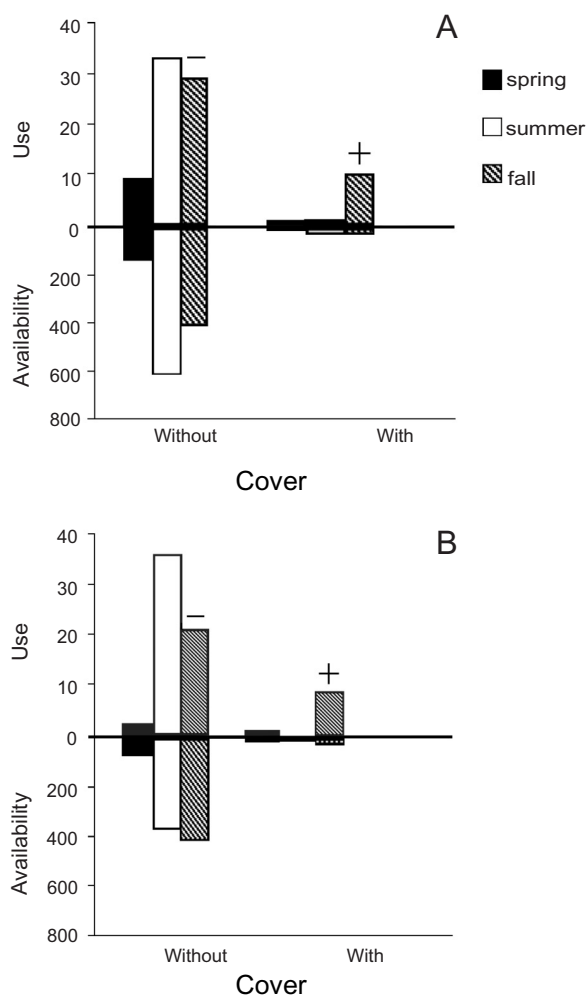 A
40
30
20
10
0
200
400
600
800
Use
Availability
− +
spring
summer
fall
Without With
Cover
B
40
30
20
10
0
200
400
600
800
Use
Availability
− +
Without With
Cover